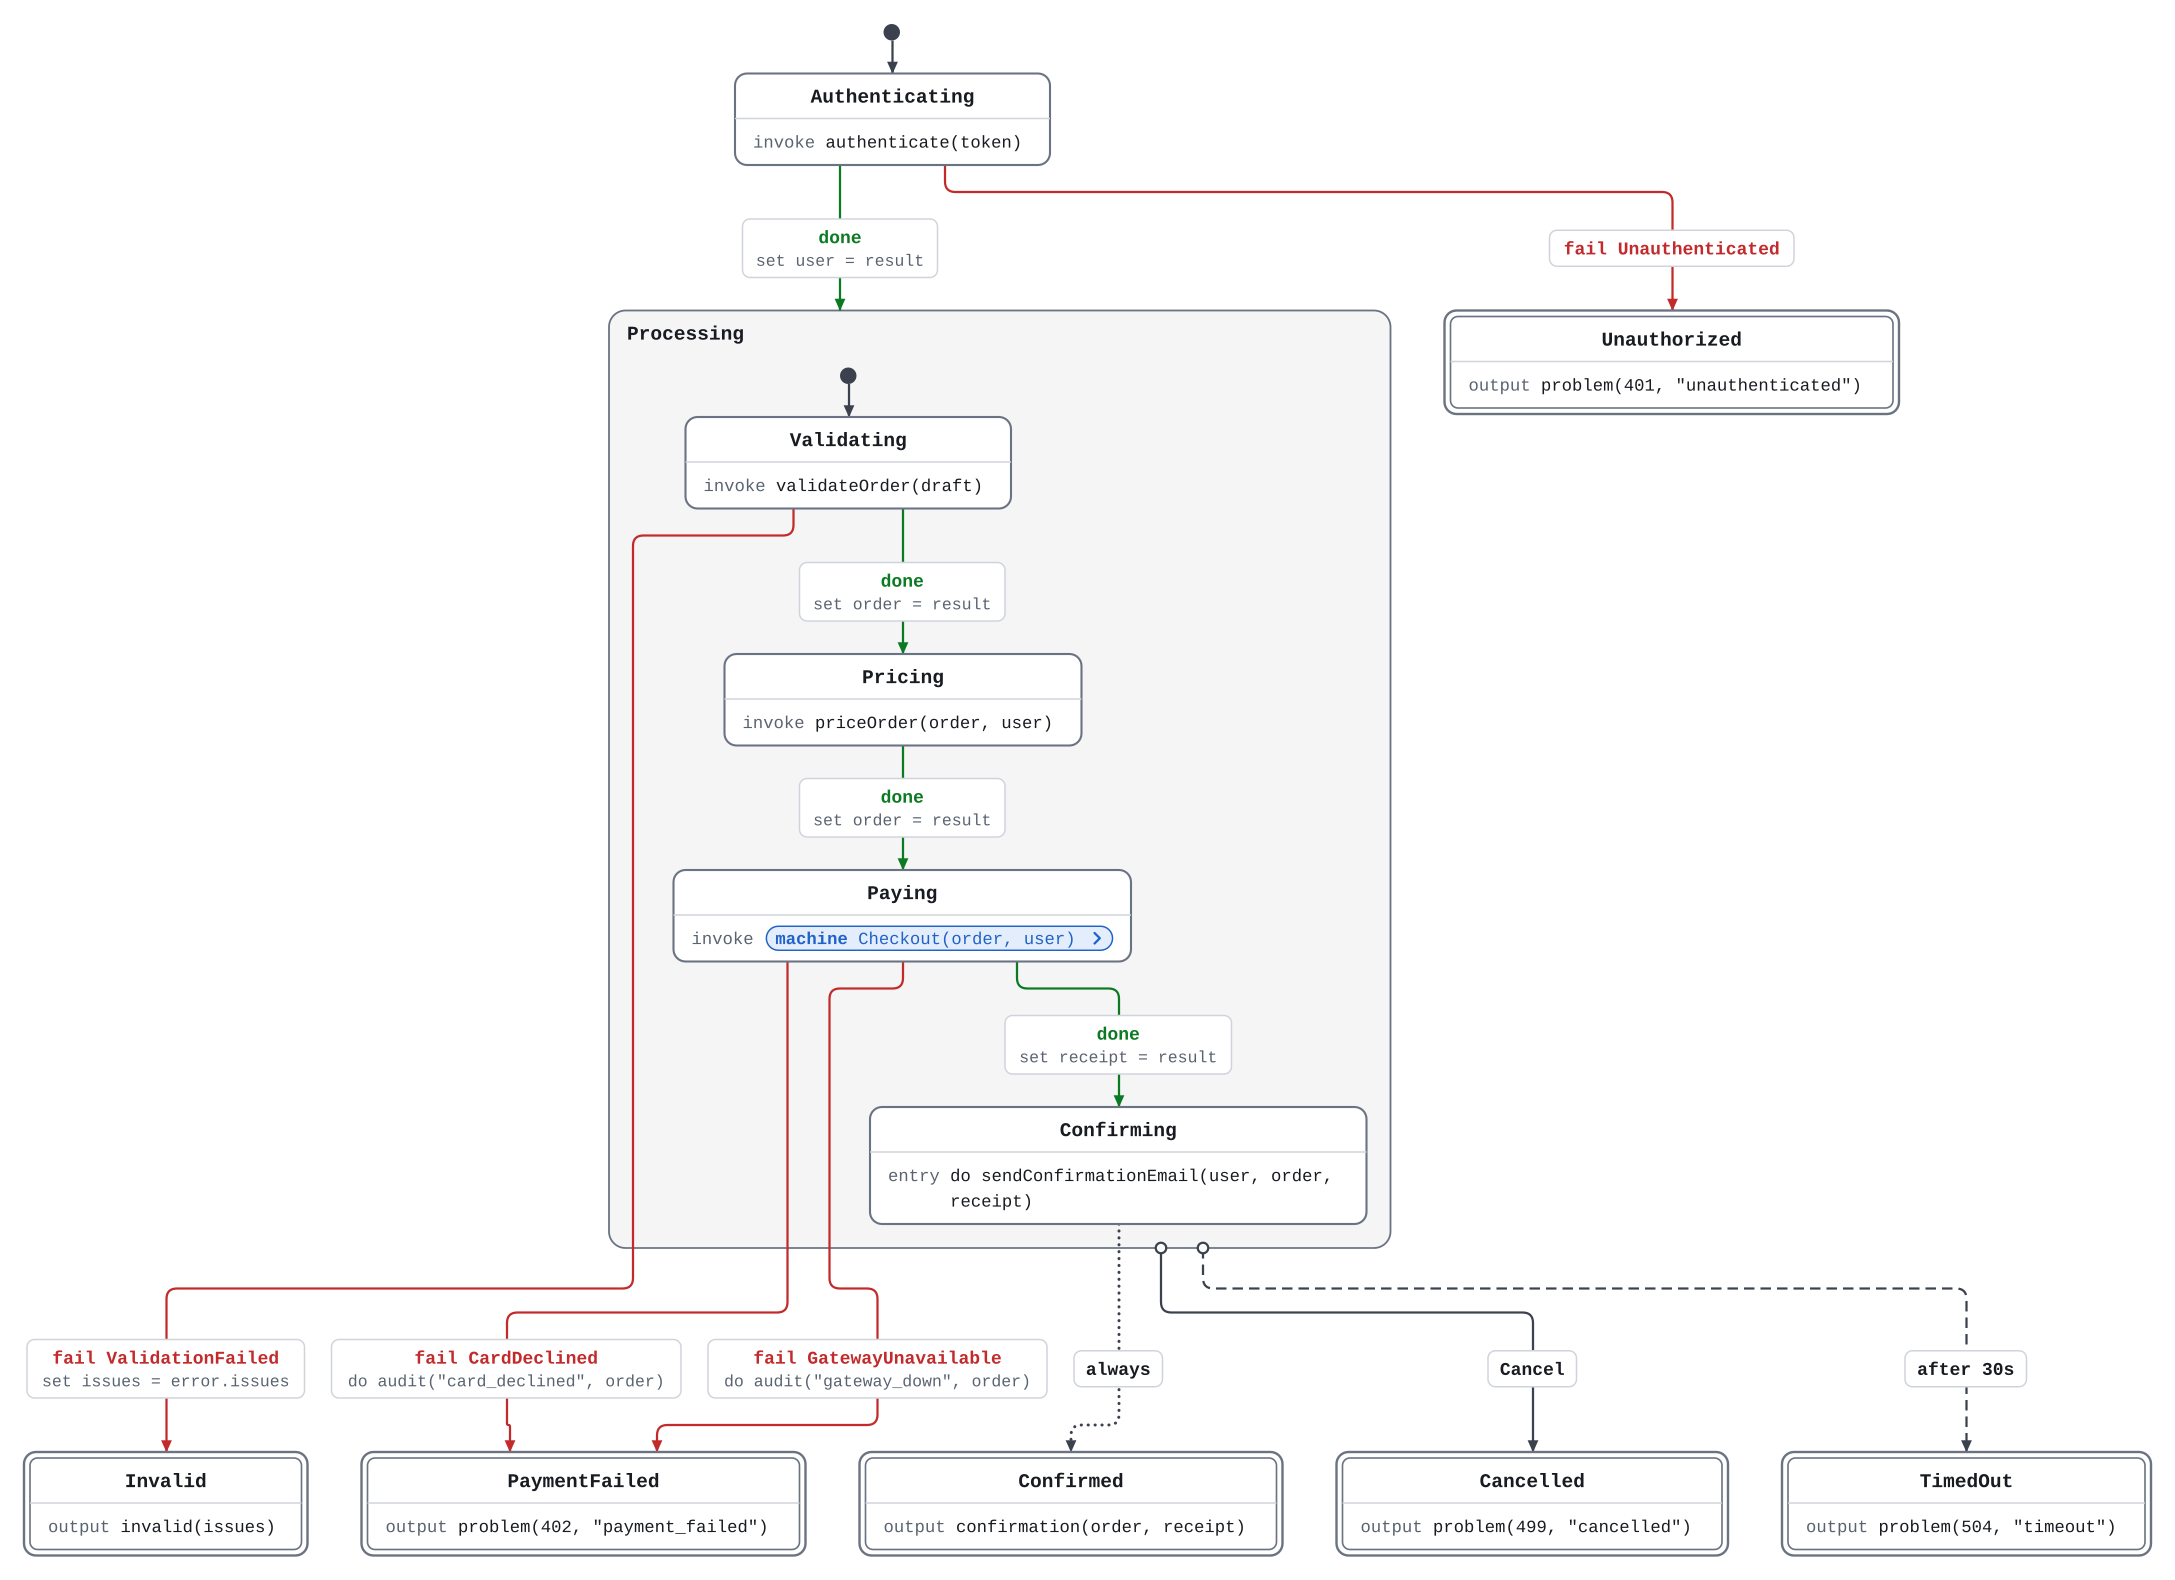 Authenticating
invoke authenticate(token)
done
set user = result
fail Unauthenticated
Processing
Unauthorized
output problem(401, "unauthenticated")
Validating
invoke validateOrder(draft)
done
set order = result
Pricing
invoke priceOrder(order, user)
done
set order = result
Paying
invoke machine Checkout(order, user)
done
set receipt = result
Confirming
entry do sendConfirmationEmail(user, order,
receipt)
fail ValidationFailed
set issues = error.issues
fail CardDeclined
do audit("card_declined", order)
fail GatewayUnavailable
do audit("gateway_down", order)
always
Cancel
after 30s
Invalid
output invalid(issues)
PaymentFailed
output problem(402, "payment_failed")
Confirmed
output confirmation(order, receipt)
Cancelled
output problem(499, "cancelled")
TimedOut
output problem(504, "timeout")